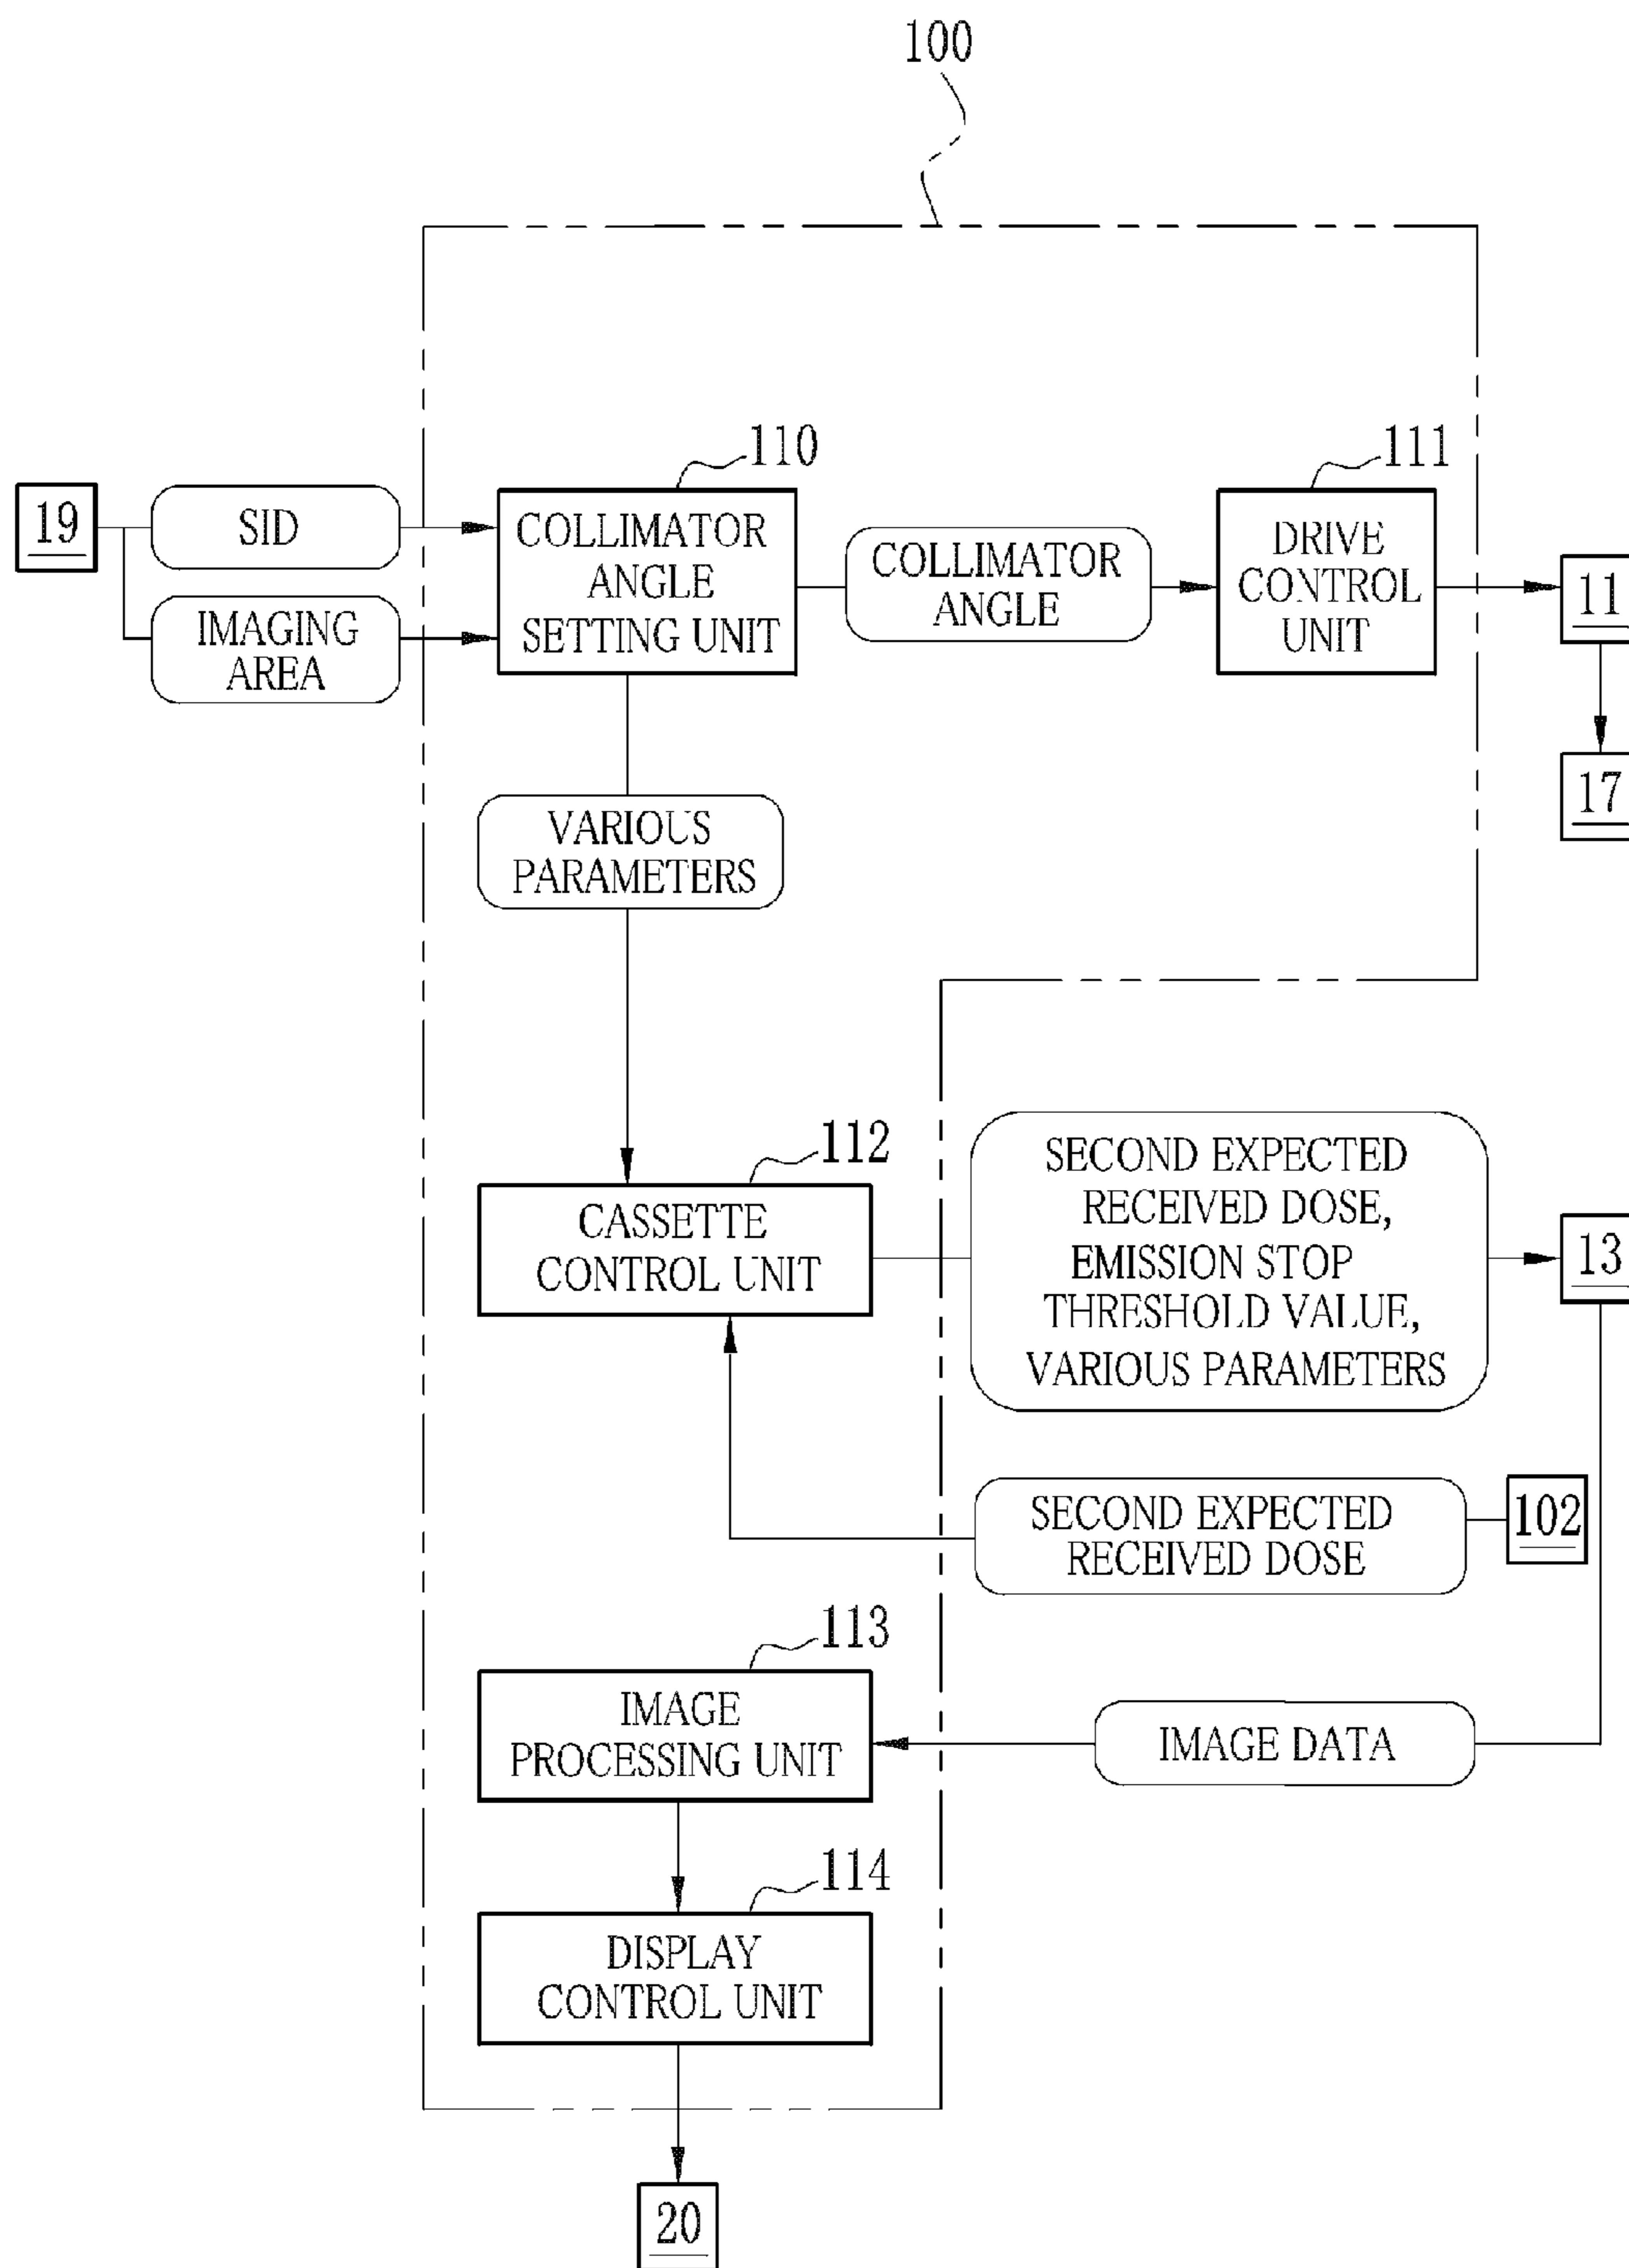 100
110
111
19
SID
COLLIMATOR
ANGLE
SETTING UNIT
COLLIMATOR
ANGLE
DRIVE
CONTROL
UNIT
11
IMAGING
AREA
17
VARIOUS
PARAMETERS
112
CASSETTE
CONTROL UNIT
SECOND EXPECTED
RECEIVED DOSE,
EMISSION STOP
THRESHOLD VALUE,
VARIOUS PARAMETERS
13
SECOND EXPECTED
RECEIVED DOSE
102
113
IMAGE
PROCESSING UNIT
IMAGE DATA
114
DISPLAY
CONTROL UNIT
20